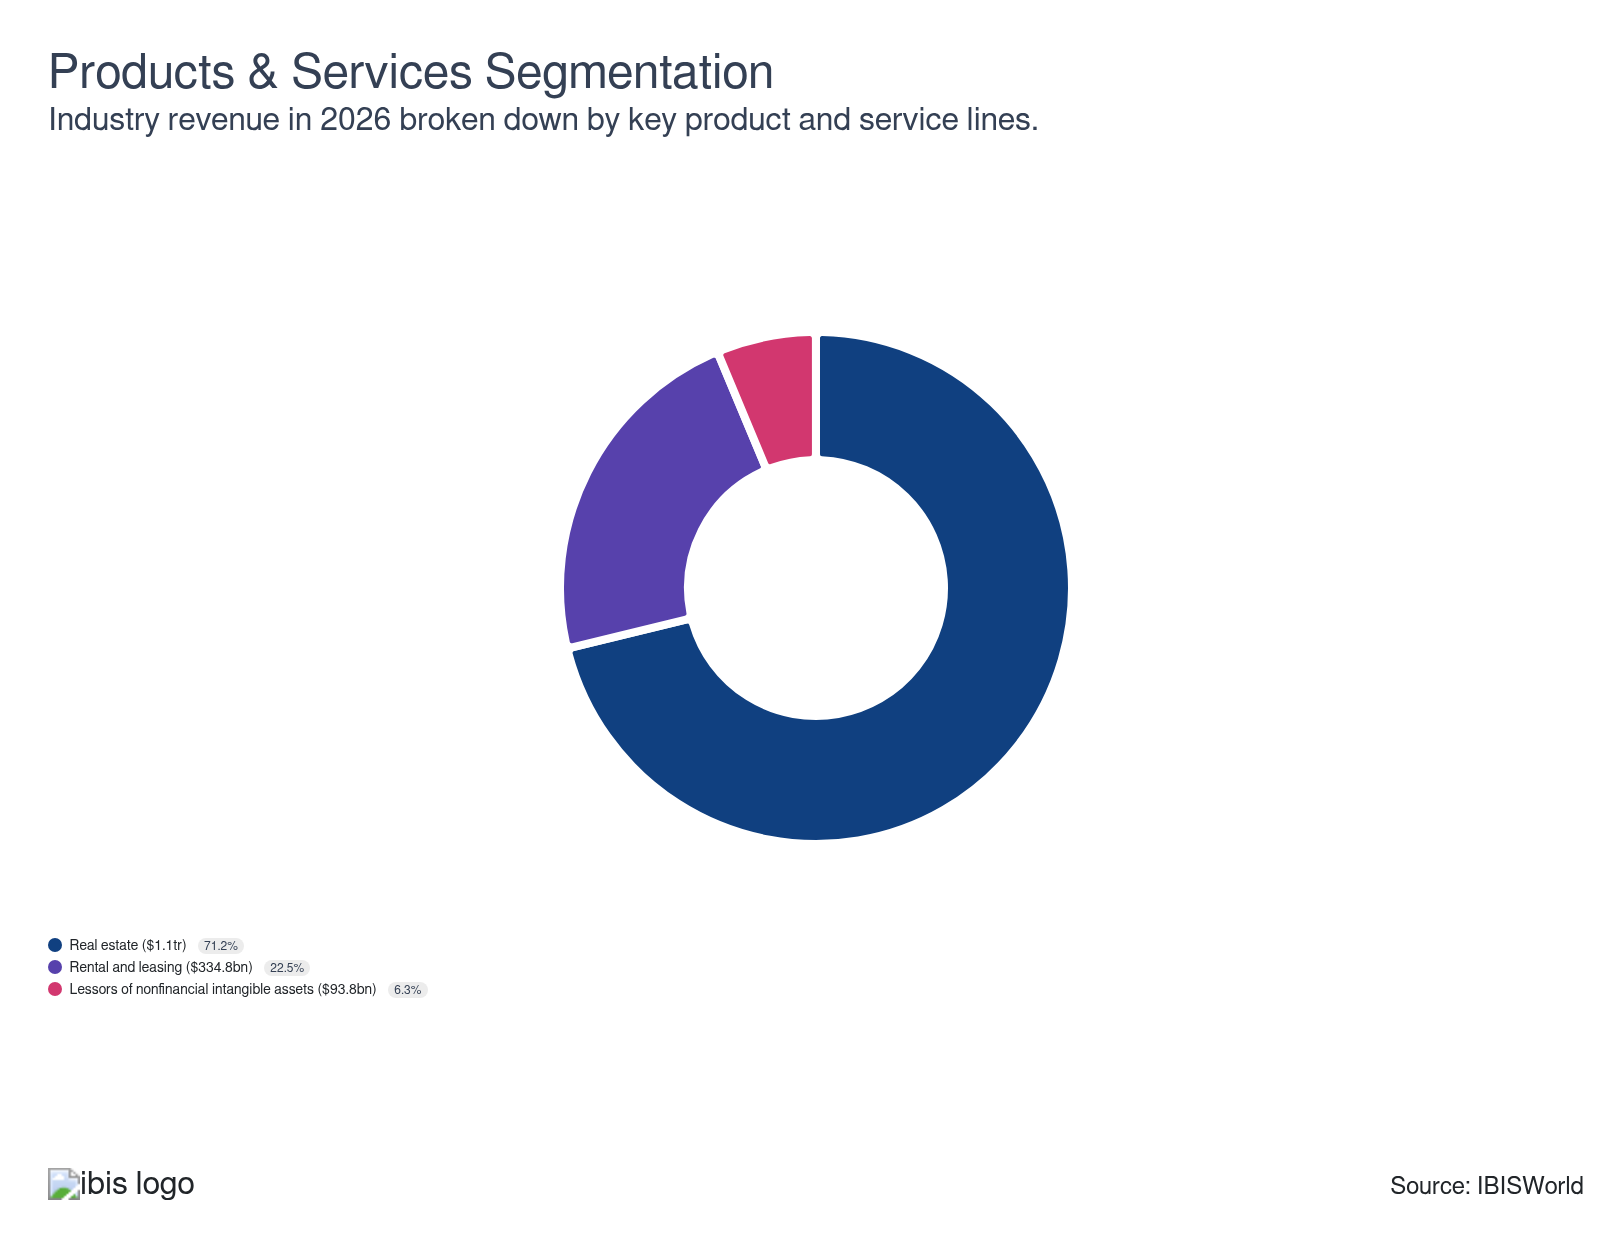 Products & Services Segmentation
Industry revenue in 2026 broken down by key product and service lines.
Real estate ($1.1tr) 71.2%
Rental and leasing ($334.8bn) 22.5%
Lessors of nonfinancial intangible assets ($93.8bn) 6.3%
ibis logo
Source: IBISWorld